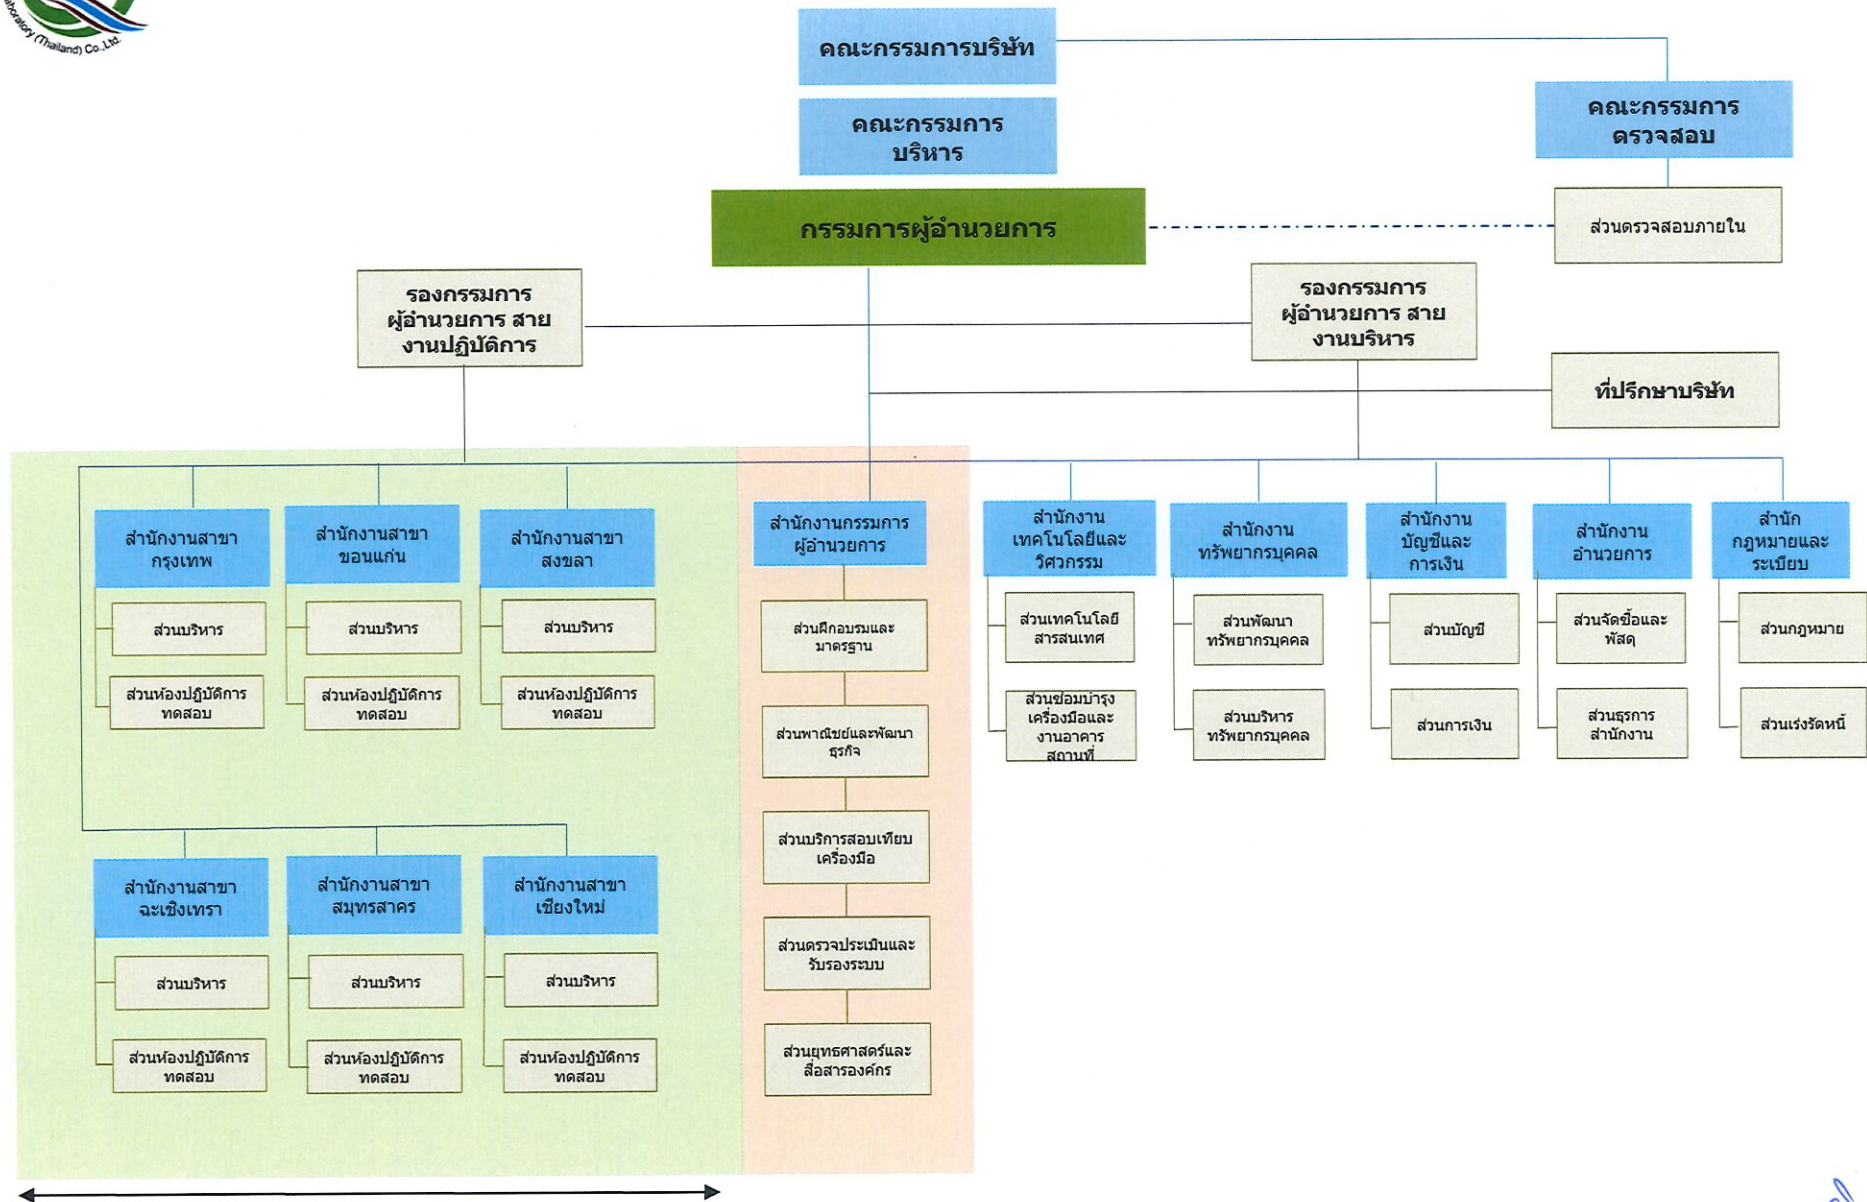 aboratory (Thailand) Co.,Ltd.
คณะกรรมการบริษัท
คณะกรรมการ
บริหาร
คณะกรรมการ
ตรวจสอบ
กรรมการผู้อำนวยการ
ส่วนตรวจสอบภายใน
รองกรรมการ
ผู้อำนวยการ สาย
งานปฏิบัติการ
รองกรรมการ
ผู้อำนวยการ สาย
งานบริหาร
ที่ปรึกษาบริษัท
สำนักงานสาขา
กรุงเทพ
ส่วนบริหาร
ส่วนห้องปฏิบัติการ
ทดสอบ
สำนักงานสาขา
ขอนแก่น
ส่วนบริหาร
ส่วนห้องปฏิบัติการ
ทดสอบ
สำนักงานสาขา
สงขลา
ส่วนบริหาร
ส่วนห้องปฏิบัติการ
ทดสอบ
สำนักงานสาขา
ฉะเชิงเทรา
ส่วนบริหาร
ส่วนห้องปฏิบัติการ
ทดสอบ
สำนักงานสาขา
สมุทรสาคร
ส่วนบริหาร
ส่วนห้องปฏิบัติการ
ทดสอบ
สำนักงานสาขา
เชียงใหม่
ส่วนบริหาร
ส่วนห้องปฏิบัติการ
ทดสอบ
สำนักงานกรรมการ
ผู้อำนวยการ
ส่วนฝึกอบรมและ
มาตรฐาน
ส่วนพาณิชย์และพัฒนา
ธุรกิจ
ส่วนบริการสอบเทียบ
เครื่องมือ
ส่วนตรวจประเมินและ
รับรองระบบ
ส่วนยุทธศาสตร์และ
สื่อสารองค์กร
สำนักงาน
เทคโนโลยีและ
วิศวกรรม
ส่วนเทคโนโลยี
สารสนเทศ
ส่วนซ่อมบำรุง
เครื่องมือและ
งานอาคาร
สถานที่
สำนักงาน
ทรัพยากรบุคคล
ส่วนพัฒนา
ทรัพยากรบุคคล
ส่วนบริหาร
ทรัพยากรบุคคล
สำนักงาน
บัญชีและ
การเงิน
ส่วนบัญชี
ส่วนการเงิน
สำนักงาน
อำนวยการ
ส่วนจัดซื้อและ
พัสดุ
ส่วนธุรการ
สำนักงาน
สำนัก
กฎหมายและ
ระเบียบ
ส่วนกฎหมาย
ส่วนเร่งรัดหนี้